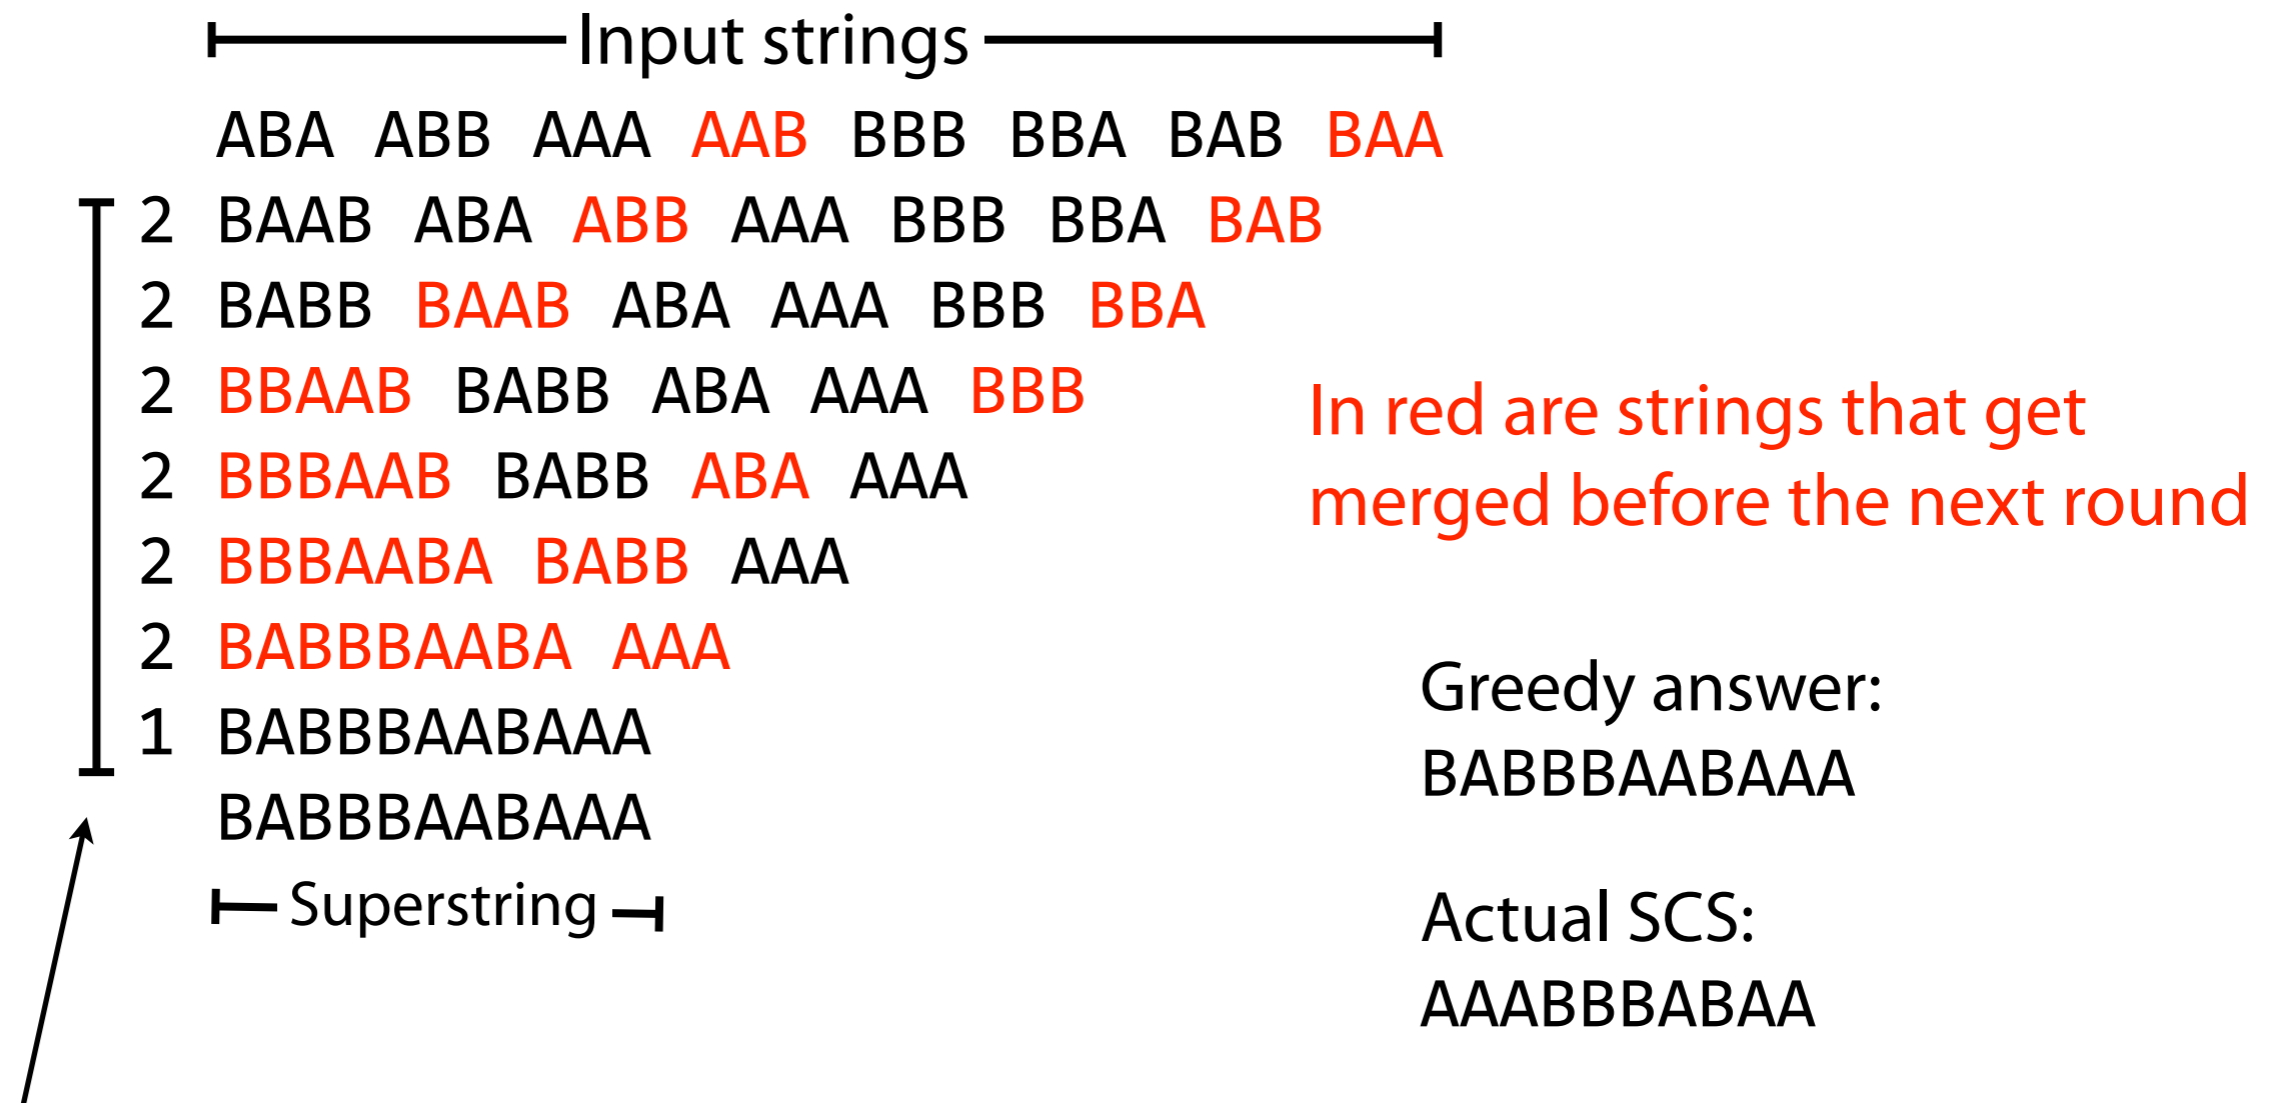 Input strings
ABA ABB AAA AAB BBB BBA BAB BAA
2 BAAB ABA ABB AAA BBB BBA BAB
2 BABB BAAB ABA AAA BBB BBA
2 BBAAB BABB ABA AAA BBB
2 BBBAAB BABB ABA AAA
2 BBBAABA BABB AAA
2 BABBBAABA AAA
1 BABBBAABAAA
BABBBAABAAA
Superstring
In red are strings that get
merged before the next round
Greedy answer:
BABBBAABAAA
Actual SCS:
AAABBBABAA